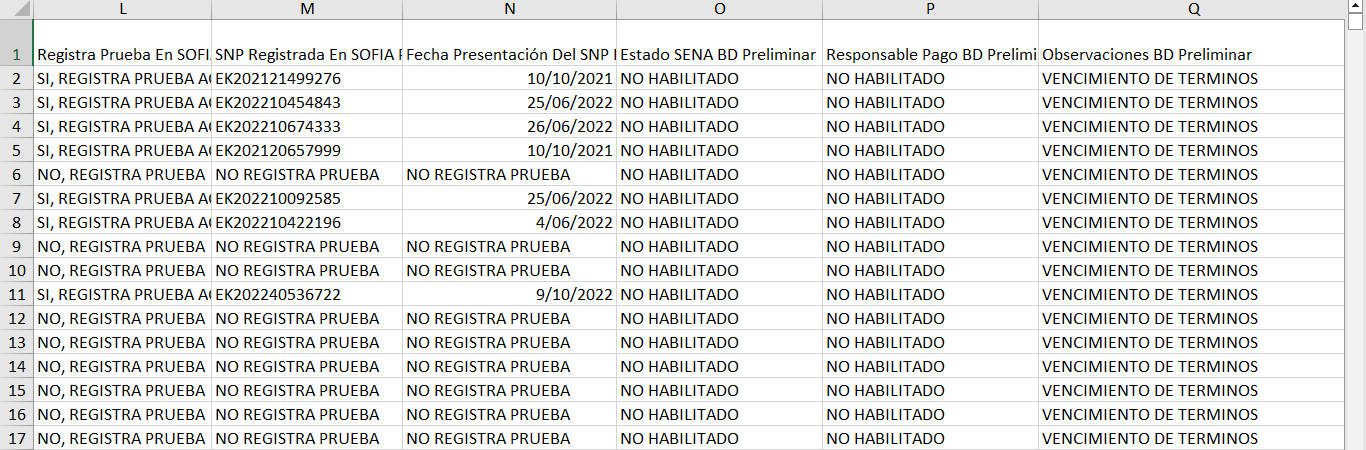 L M N O P Q
1 Registra Prueba En SOFIA SNP Registrada En SOFIA P Fecha Presentación Del SNP Estado SENA BD Preliminar Responsable Pago BD Prelimi Observaciones BD Preliminar
2 SI, REGISTRA PRUEBA AC EK202121499276 10/10/2021 NO HABILITADO NO HABILITADO VENCIMIENTO DE TERMINOS
3 SI, REGISTRA PRUEBA AC EK202210454843 25/06/2022 NO HABILITADO NO HABILITADO VENCIMIENTO DE TERMINOS
4 SI, REGISTRA PRUEBA AC EK202210674333 26/06/2022 NO HABILITADO NO HABILITADO VENCIMIENTO DE TERMINOS
5 SI, REGISTRA PRUEBA AC EK202120657999 10/10/2021 NO HABILITADO NO HABILITADO VENCIMIENTO DE TERMINOS
6 NO, REGISTRA PRUEBA NO REGISTRA PRUEBA NO REGISTRA PRUEBA NO HABILITADO NO HABILITADO VENCIMIENTO DE TERMINOS
7 SI, REGISTRA PRUEBA AC EK202210092585 25/06/2022 NO HABILITADO NO HABILITADO VENCIMIENTO DE TERMINOS
8 SI, REGISTRA PRUEBA AC EK202210422196 4/06/2022 NO HABILITADO NO HABILITADO VENCIMIENTO DE TERMINOS
9 NO, REGISTRA PRUEBA NO REGISTRA PRUEBA NO REGISTRA PRUEBA NO HABILITADO NO HABILITADO VENCIMIENTO DE TERMINOS
10 NO, REGISTRA PRUEBA NO REGISTRA PRUEBA NO REGISTRA PRUEBA NO HABILITADO NO HABILITADO VENCIMIENTO DE TERMINOS
11 SI, REGISTRA PRUEBA AC EK202240536722 9/10/2022 NO HABILITADO NO HABILITADO VENCIMIENTO DE TERMINOS
12 NO, REGISTRA PRUEBA NO REGISTRA PRUEBA NO REGISTRA PRUEBA NO HABILITADO NO HABILITADO VENCIMIENTO DE TERMINOS
13 NO, REGISTRA PRUEBA NO REGISTRA PRUEBA NO REGISTRA PRUEBA NO HABILITADO NO HABILITADO VENCIMIENTO DE TERMINOS
14 NO, REGISTRA PRUEBA NO REGISTRA PRUEBA NO REGISTRA PRUEBA NO HABILITADO NO HABILITADO VENCIMIENTO DE TERMINOS
15 NO, REGISTRA PRUEBA NO REGISTRA PRUEBA NO REGISTRA PRUEBA NO HABILITADO NO HABILITADO VENCIMIENTO DE TERMINOS
16 NO, REGISTRA PRUEBA NO REGISTRA PRUEBA NO REGISTRA PRUEBA NO HABILITADO NO HABILITADO VENCIMIENTO DE TERMINOS
17 NO, REGISTRA PRUEBA NO REGISTRA PRUEBA NO REGISTRA PRUEBA NO HABILITADO NO HABILITADO VENCIMIENTO DE TERMINOS